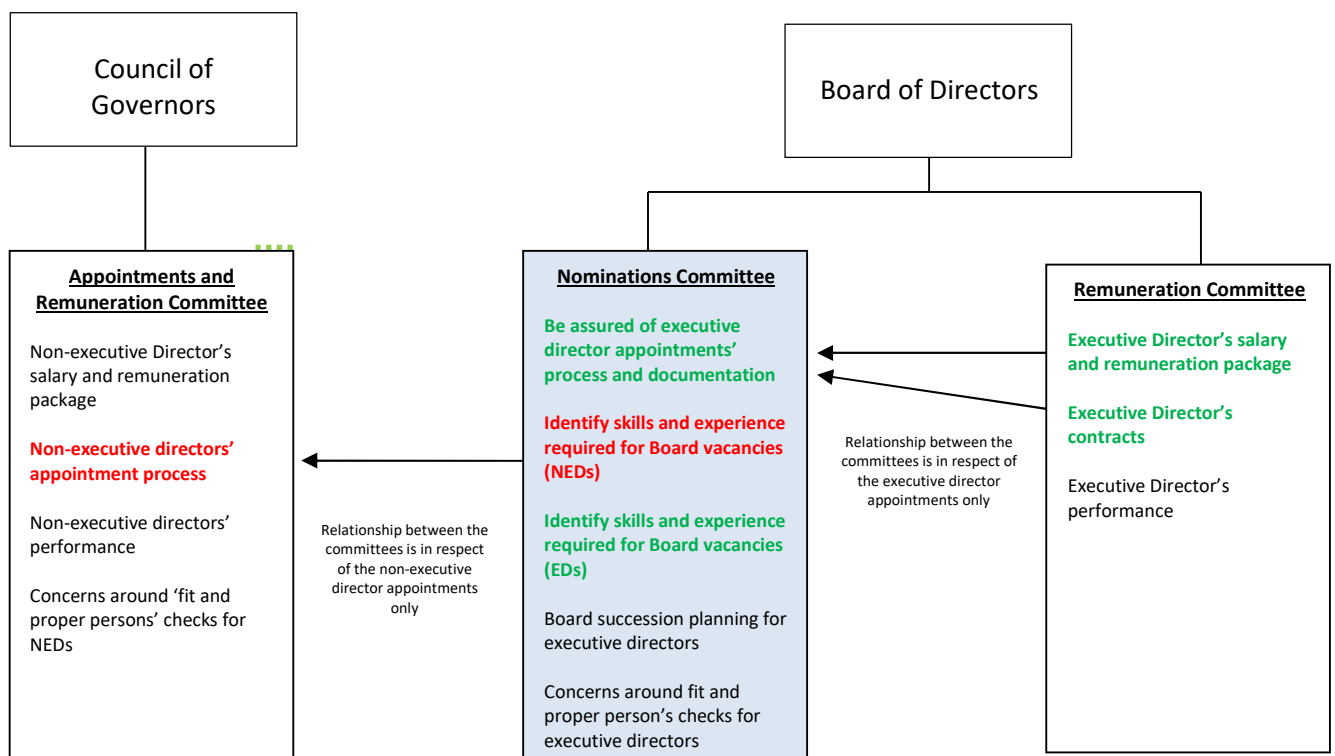 Council of
Governors
Board of Directors
Appointments and
Remuneration Committee
Non-executive Director’s
salary and remuneration
package
Non-executive directors’
appointment process
Non-executive directors’
performance
Concerns around ‘fit and
proper persons’ checks for
NEDs
Relationship between the
committees is in respect
of the non-executive
director appointments
only
Nominations Committee
Be assured of executive
director appointments’
process and documentation
Identify skills and experience
required for Board vacancies
(NEDs)
Identify skills and experience
required for Board vacancies
(EDs)
Board succession planning for
executive directors
Concerns around fit and
proper person’s checks for
executive directors
Relationship between the
committees is in respect of
the executive director
appointments only
Remuneration Committee
Executive Director’s salary
and remuneration package
Executive Director’s
contracts
Executive Director’s
performance